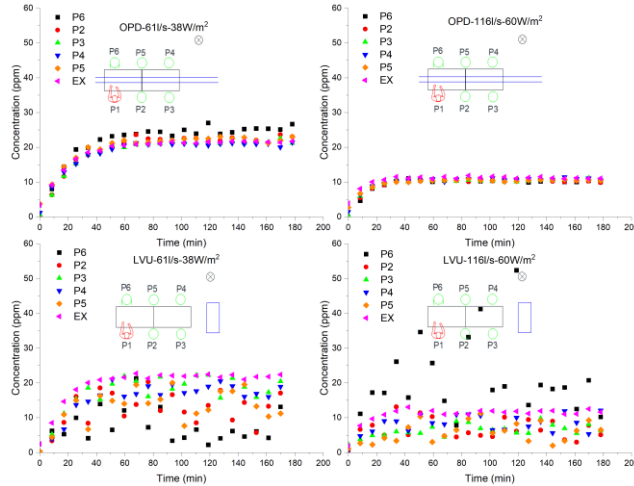 OPD-61l/s-38W/m²
P6
P2
P3
P4
P5
EX
P6 P5 P4
P1 P2 P3
Concentration (ppm)
60
50
40
30
20
10
0
0 20 40 60 80 100 120 140 160 180 200
Time (min)
OPD-116l/s-60W/m²
P6
P2
P3
P4
P5
EX
P6 P5 P4
P1 P2 P3
Concentration (ppm)
60
50
40
30
20
10
0
0 20 40 60 80 100 120 140 160 180 200
Time (min)
LVU-61l/s-38W/m²
P6
P2
P3
P4
P5
EX
P6 P5 P4
P1 P2 P3
Concentration (ppm)
60
50
40
30
20
10
0
0 20 40 60 80 100 120 140 160 180 200
Time (min)
LVU-116l/s-60W/m²
P6
P2
P3
P4
P5
EX
P6 P5 P4
P1 P2 P3
Concentration (ppm)
60
50
40
30
20
10
0
0 20 40 60 80 100 120 140 160 180 200
Time (min)